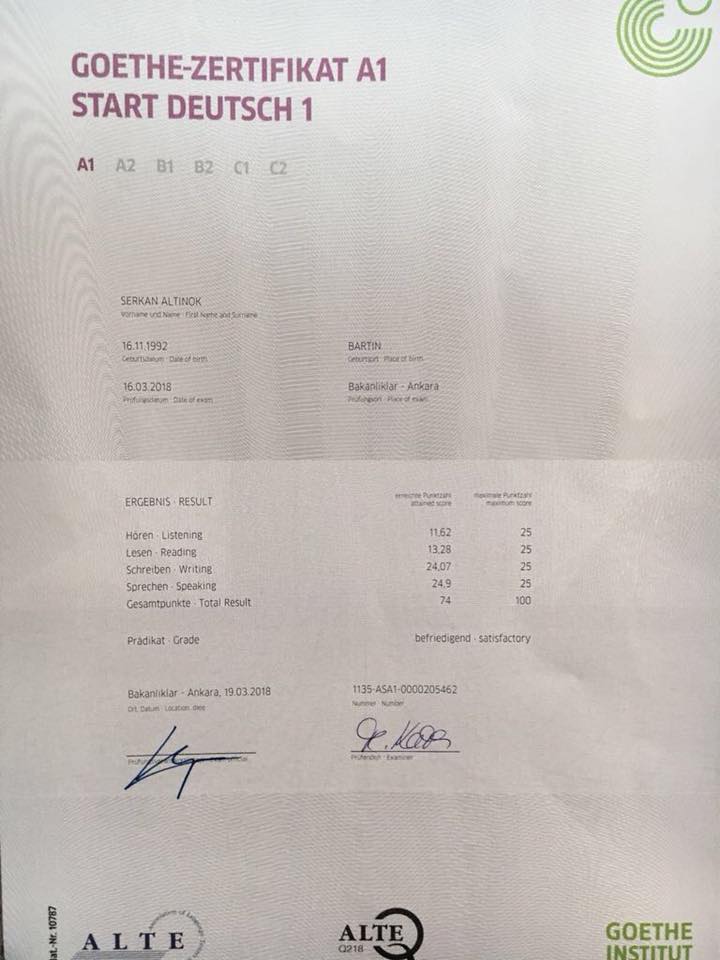 GOETHE-ZERTIFIKAT A1
START DEUTSCH 1
A1 A2 B1 B2 C1 C2
SERKAN ALTINOK
Vorname und Name · First Name and Surname
16.11.1992 BARTIN
Geburtsdatum · Date of birth Geburtsort · Place of birth
16.03.2018 Bakanlıklar - Ankara
Prüfungsdatum · Date of exam Prüfungsort · Place of exam
ERGEBNIS · RESULT erreichte Punktzahl maximale Punktzahl
attained score maximum score
Hören · Listening 11,62 25
Lesen · Reading 13,28 25
Schreiben · Writing 24,07 25
Sprechen · Speaking 24,9 25
Gesamtpunkte · Total Result 74 100
Prädikat · Grade befriedigend · satisfactory
Bakanlıklar - Ankara, 19.03.2018 1135-ASA1-0000205462
Ort, Datum · Location, date Nummer · Number
Prüfende/r · Examiner
Mat.-Nr. 10787
ALTE
ALTE
Q218
GOETHE
INSTITUT